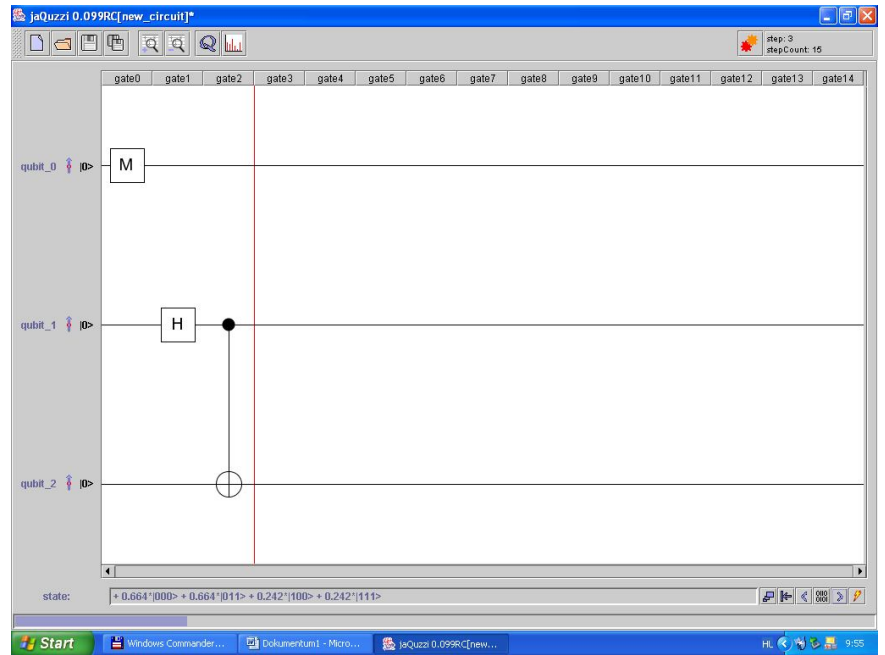 jaQuzzi 0.099RC[new_circuit]*
step: 3
stepCount: 15
gate0 gate1 gate2 gate3 gate4 gate5 gate6 gate7 gate8 gate9 gate10 gate11 gate12 gate13 gate14
qubit_0 |0> M
qubit_1 |0> H
qubit_2 |0>
state: + 0.664*|000> + 0.664*|011> + 0.242*|100> + 0.242*|111>
Start Windows Commander... Dokumentum1 - Micro... jaQuzzi 0.099RC[new... HL 9:55